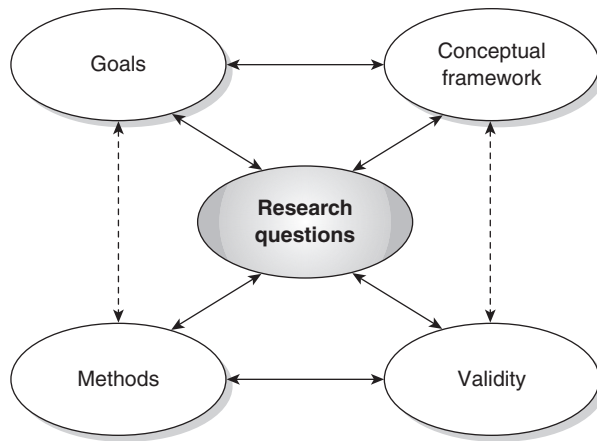 Goals
Conceptual
framework
Research
questions
Methods
Validity